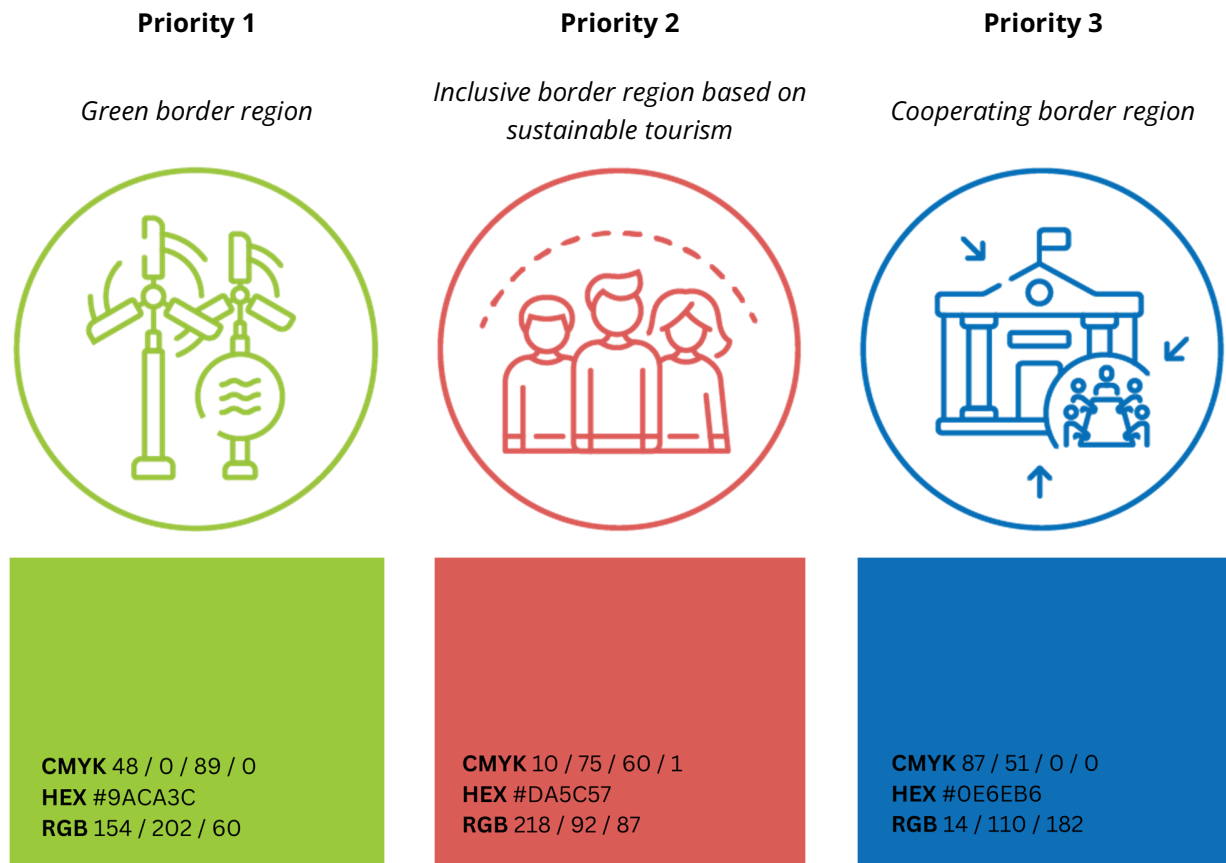 Priority 1
Green border region
CMYK 48 / 0 / 89 / 0
HEX #9ACA3C
RGB 154 / 202 / 60
Priority 2
Inclusive border region based on
sustainable tourism
CMYK 10 / 75 / 60 / 1
HEX #DA5C57
RGB 218 / 92 / 87
Priority 3
Cooperating border region
CMYK 87 / 51 / 0 / 0
HEX #0E6EB6
RGB 14 / 110 / 182